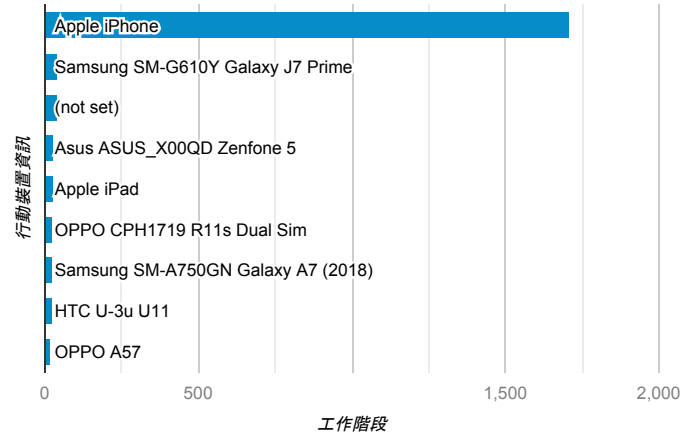 Apple iPhone
Samsung SM-G610Y Galaxy J7 Prime
(not set)
Asus ASUS_X00QD Zenfone 5
Apple iPad
OPPO CPH1719 R11s Dual Sim
Samsung SM-A750GN Galaxy A7 (2018)
HTC U-3u U11
OPPO A57
行動裝置資訊
0 500 1,500 2,000
工作階段